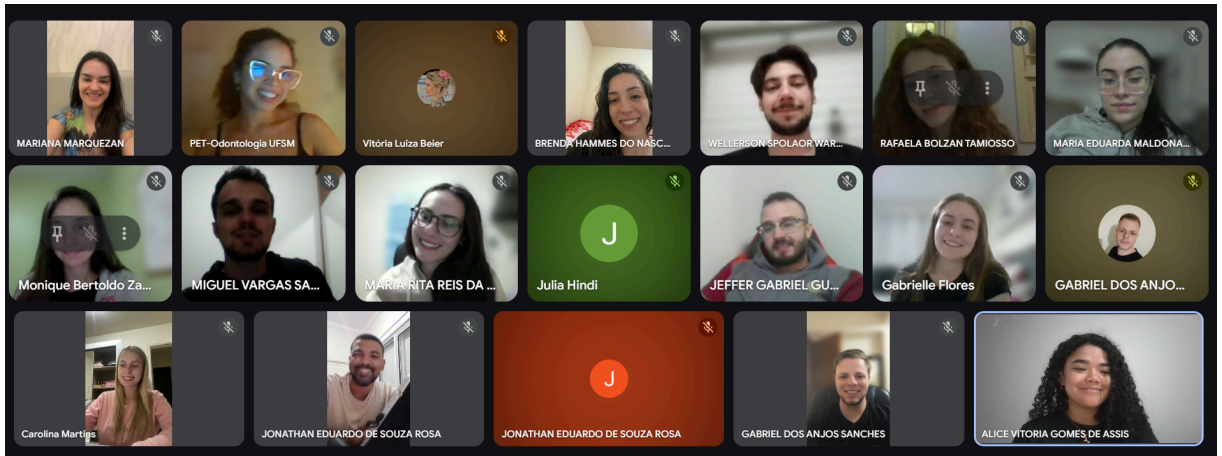 MARIANA MARQUEZAN
PET-Odontologia UFSM
Vitória Luiza Beier
BRENDA HAMMES DO NASC...
WELLERSON SPOLAOR WAR...
RAFAELA BOLZAN TAMIOSSO
MARIA EDUARDA MALDONA...
Monique Bertoldo Za...
MIGUEL VARGAS SA...
MARIA RITA REIS DA ...
J
Julia Hindi
JEFFER GABRIEL GU...
Gabrielle Flores
GABRIEL DOS ANJO...
Carolina Martins
JONATHAN EDUARDO DE SOUZA ROSA
J
JONATHAN EDUARDO DE SOUZA ROSA
GABRIEL DOS ANJOS SANCHES
ALICE VITORIA GOMES DE ASSIS